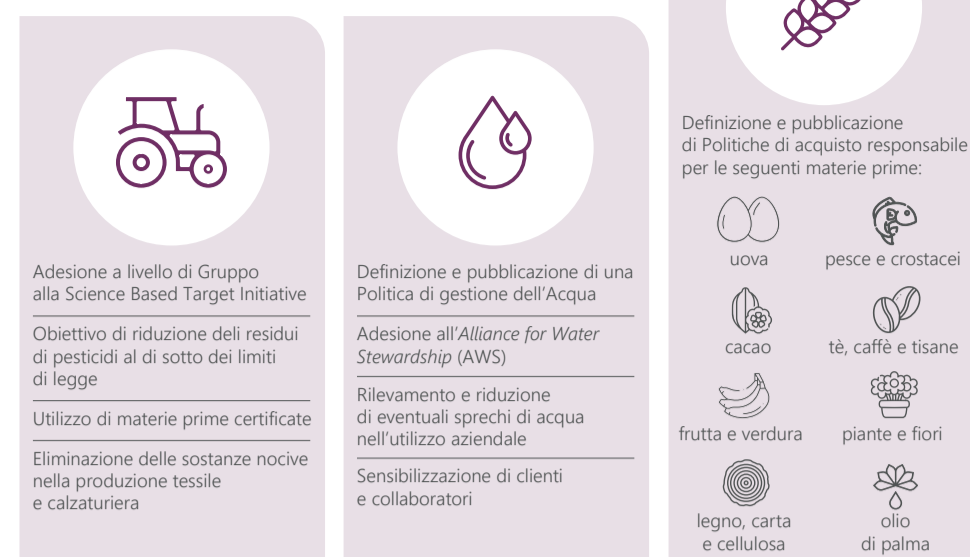 Adesione a livello di Gruppo
alla Science Based Target Initiative
Obiettivo di riduzione deli residui
di pesticidi al di sotto dei limiti
di legge
Utilizzo di materie prime certificate
Eliminazione delle sostanze nocive
nella produzione tessile
e calzaturiera
Definizione e pubblicazione di una
Politica di gestione dell’Acqua
Adesione all’Alliance for Water
Stewardship (AWS)
Rilevamento e riduzione
di eventuali sprechi di acqua
nell’utilizzo aziendale
Sensibilizzazione di clienti
e collaboratori
Definizione e pubblicazione
di Politiche di acquisto responsabile
per le seguenti materie prime:
uova
pesce e crostacei
cacao
tè, caffè e tisane
frutta e verdura
piante e fiori
legno, carta
e cellulosa
olio
di palma